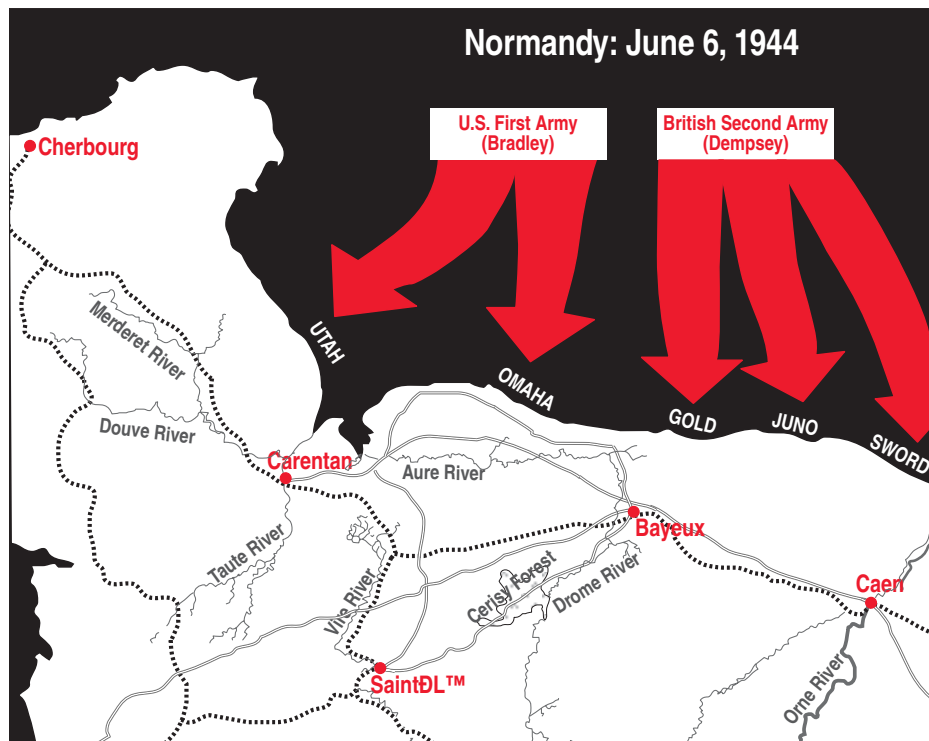 Normandy: June 6, 1944
U.S. First Army
(Bradley)
British Second Army
(Dempsey)
Cherbourg
UTAH
Merderet River
OMAHA
GOLD
JUNO
SWORD
Douve River
Carentan
Aure River
Bayeux
Taute River
Vire River
Cerisy Forest
Drome River
Caen
SaintĐL™
Orne River